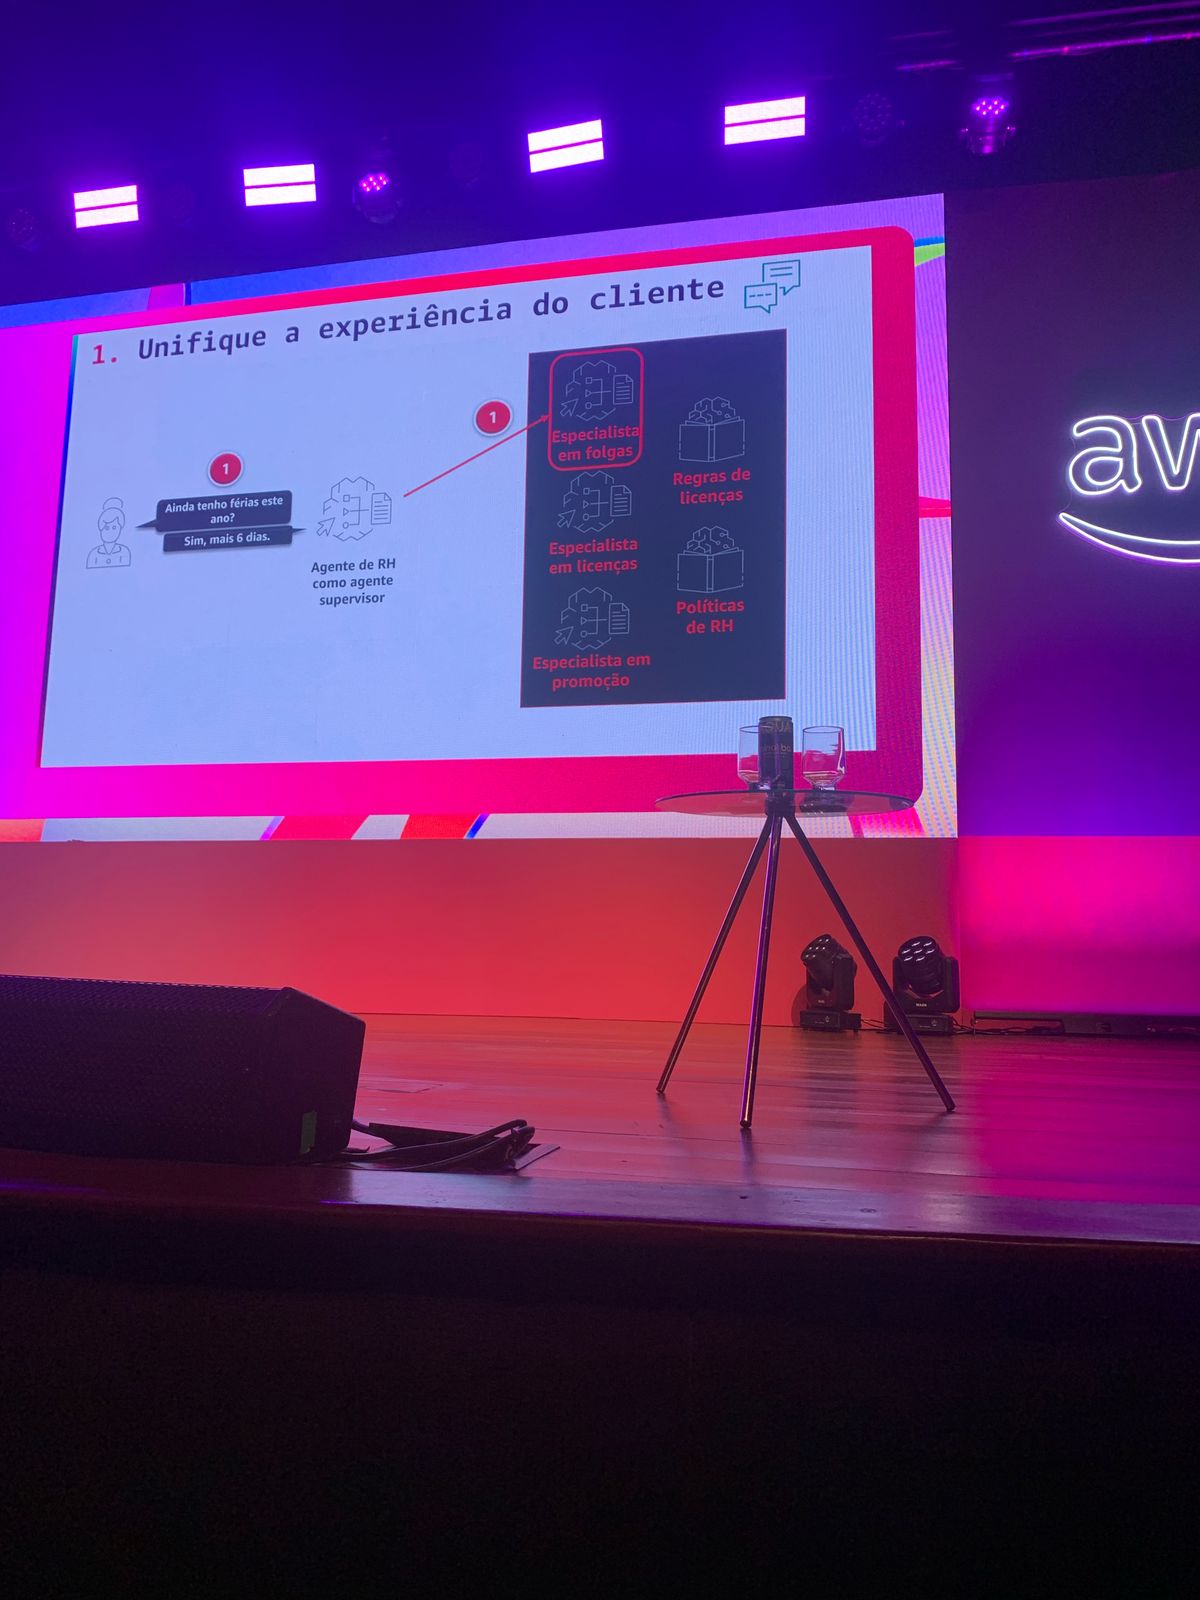 1. Unifique a experiência do cliente
1
1
Ainda tenho férias este
ano?
Sim, mais 6 dias.
Agente de RH
como agente
supervisor
Especialista
em folgas
Regras de
licenças
Especialista
em licenças
Políticas
de RH
Especialista em
promoção